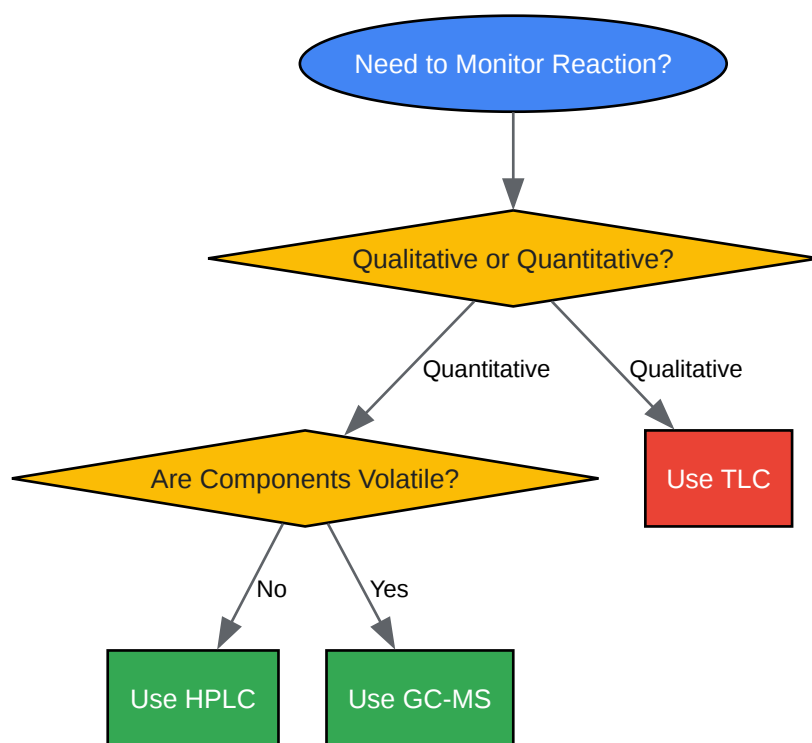 Need to Monitor Reaction?
Qualitative or Quantitative?
Quantitative
Qualitative
Are Components Volatile?
Use TLC
No
Yes
Use HPLC
Use GC-MS